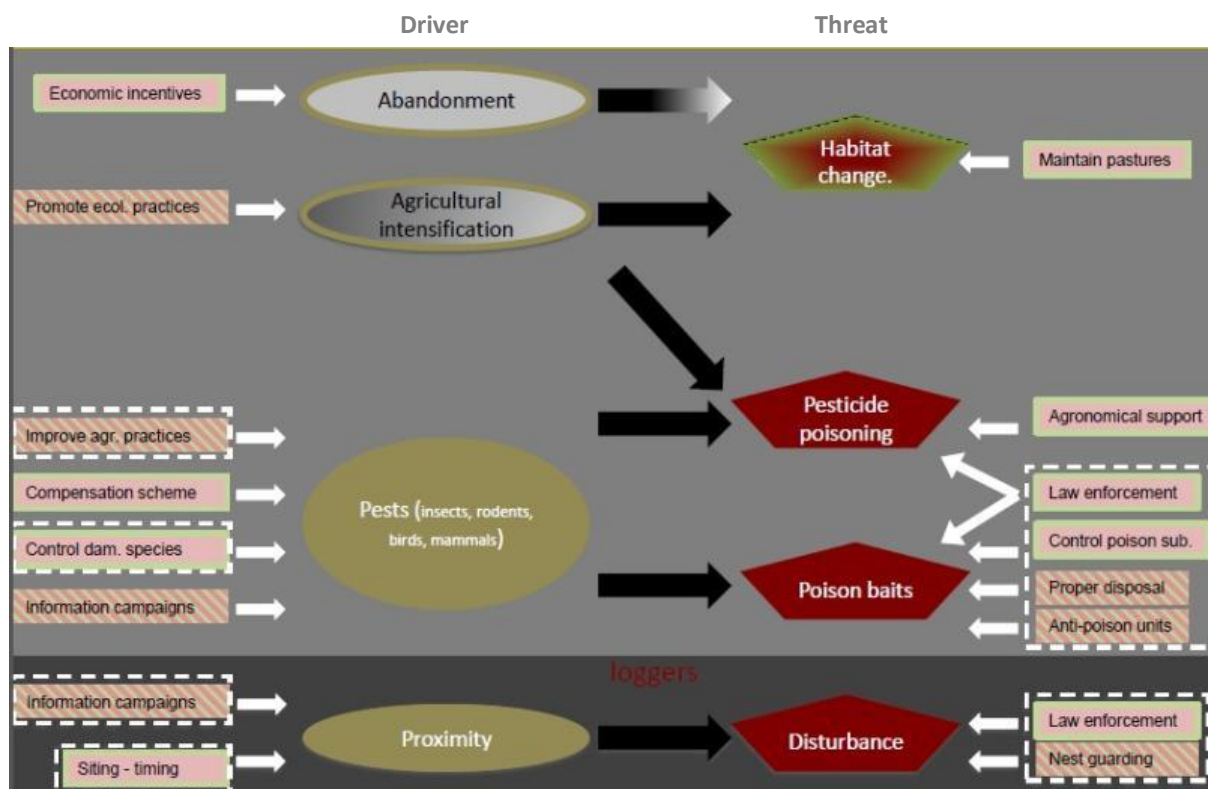 Driver
Threat
Economic incentives
Abandonment
Habitat
change.
Maintain pastures
Promote ecol. practices
Agricultural
intensification
Improve agr. practices
Pesticide
poisoning
Agronomical support
Compensation scheme
Pests (insects, rodents,
birds, mammals)
Law enforcement
Control dam. species
Control poison sub.
Information campaigns
Poison baits
Proper disposal
Anti-poison units
loggers
Information campaigns
Proximity
Disturbance
Law enforcement
Siting - timing
Nest guarding